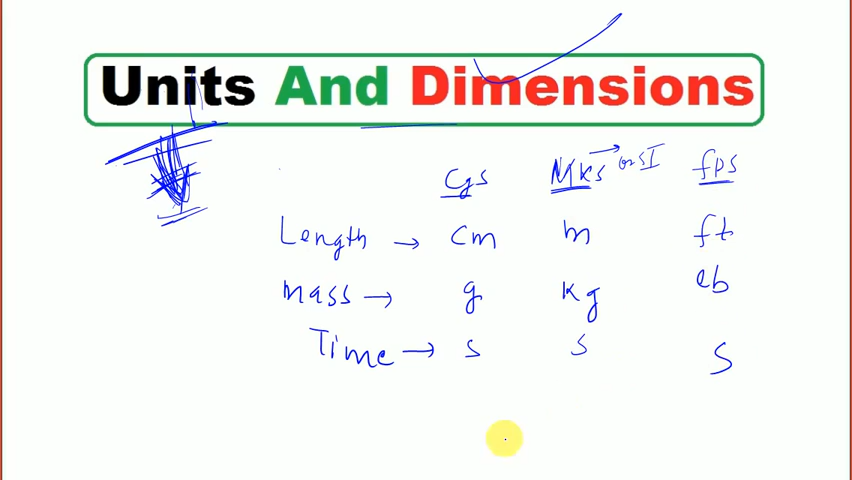 Units And Dimensions
cgs MKs → or SI fps
Length → cm m ft
mass → g kg lb
Time → s s s